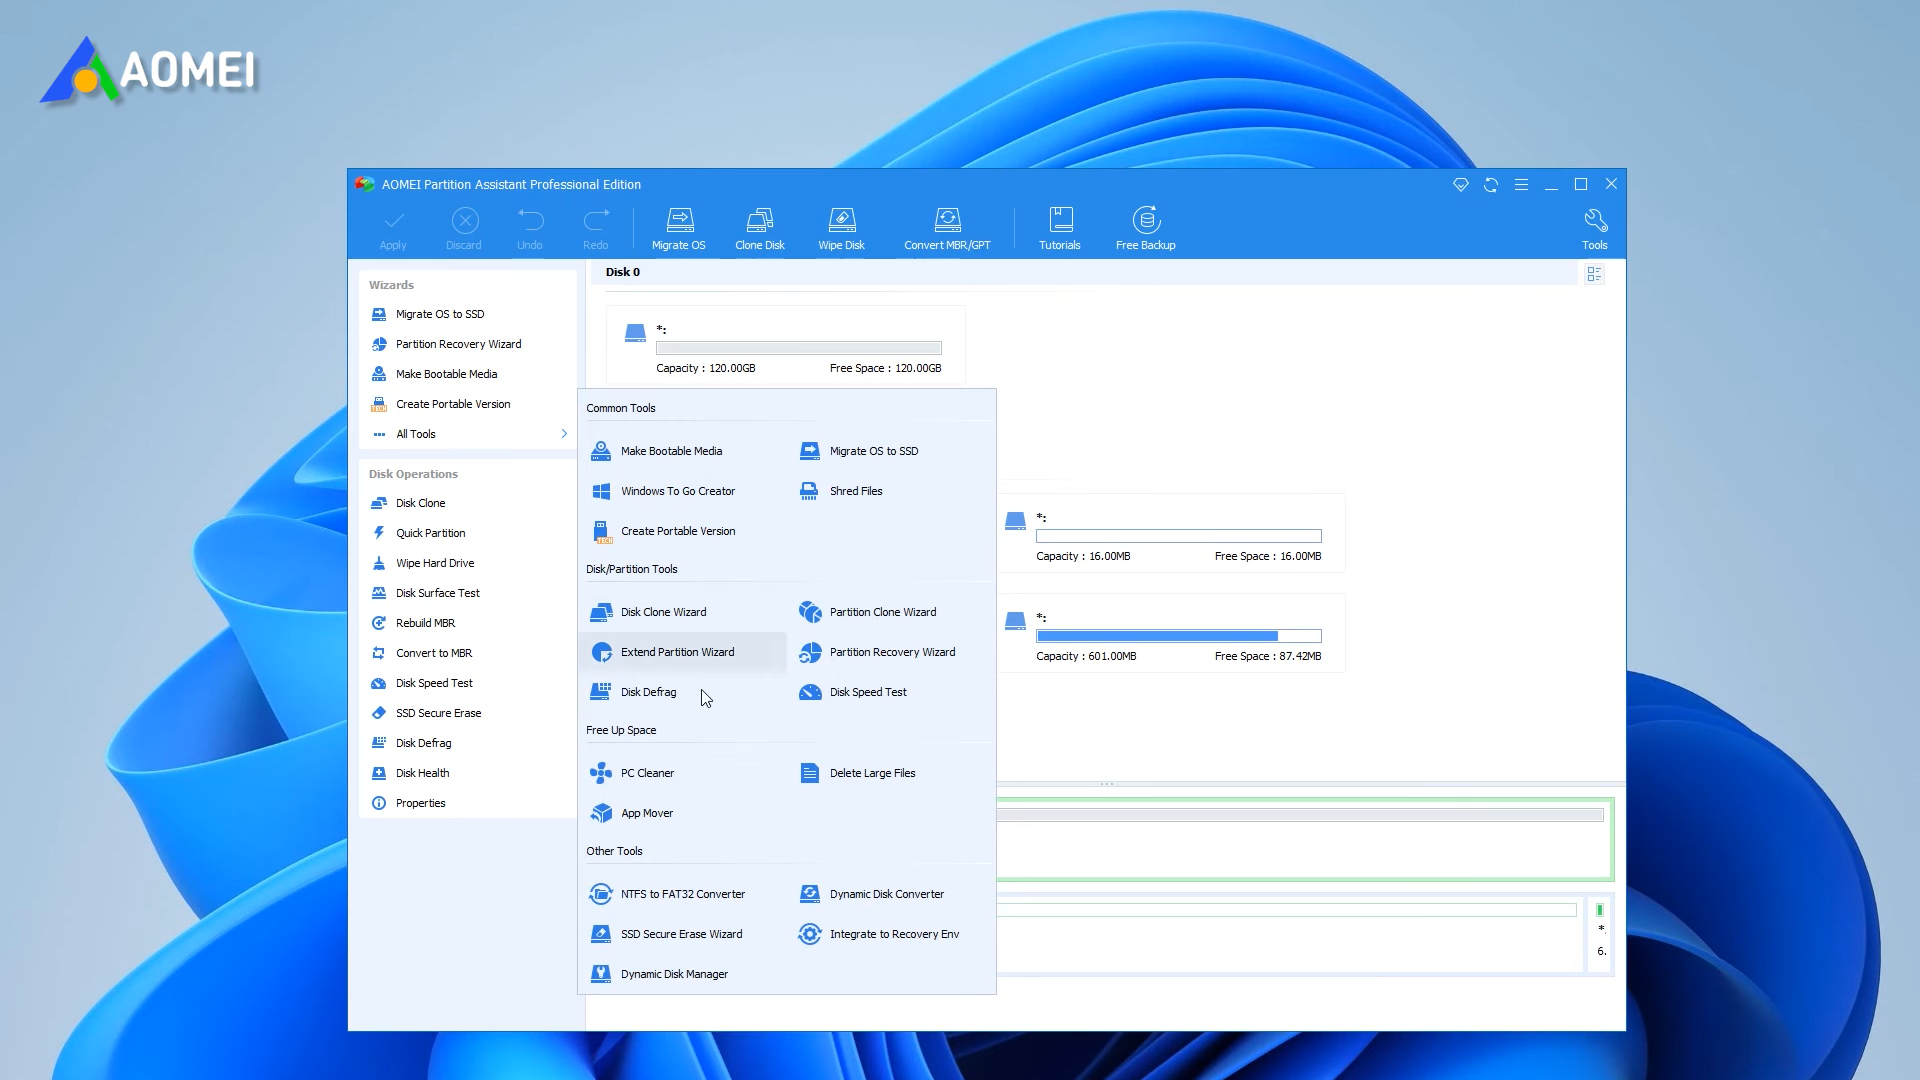 AOMEI
AOMEI Partition Assistant Professional Edition
Apply
Discard
Undo
Redo
Migrate OS
Clone Disk
Wipe Disk
Convert MBR/GPT
Tutorials
Free Backup
Tools
Wizards
Migrate OS to SSD
Partition Recovery Wizard
Make Bootable Media
TECH
Create Portable Version
All Tools
Disk Operations
Disk Clone
Quick Partition
Wipe Hard Drive
Disk Surface Test
Rebuild MBR
Convert to MBR
Disk Speed Test
SSD Secure Erase
Disk Defrag
Disk Health
Properties
Disk 0
*:
Capacity : 120.00GB
Free Space : 120.00GB
Common Tools
Make Bootable Media
Migrate OS to SSD
Windows To Go Creator
Shred Files
TECH
Create Portable Version
Disk/Partition Tools
Disk Clone Wizard
Partition Clone Wizard
Extend Partition Wizard
Partition Recovery Wizard
Disk Defrag
Disk Speed Test
Free Up Space
PC Cleaner
Delete Large Files
App Mover
Other Tools
NTFS to FAT32 Converter
Dynamic Disk Converter
SSD Secure Erase Wizard
Integrate to Recovery Env
Dynamic Disk Manager
*:
Capacity : 16.00MB
Free Space : 16.00MB
*:
Capacity : 601.00MB
Free Space : 87.42MB
*.
6.